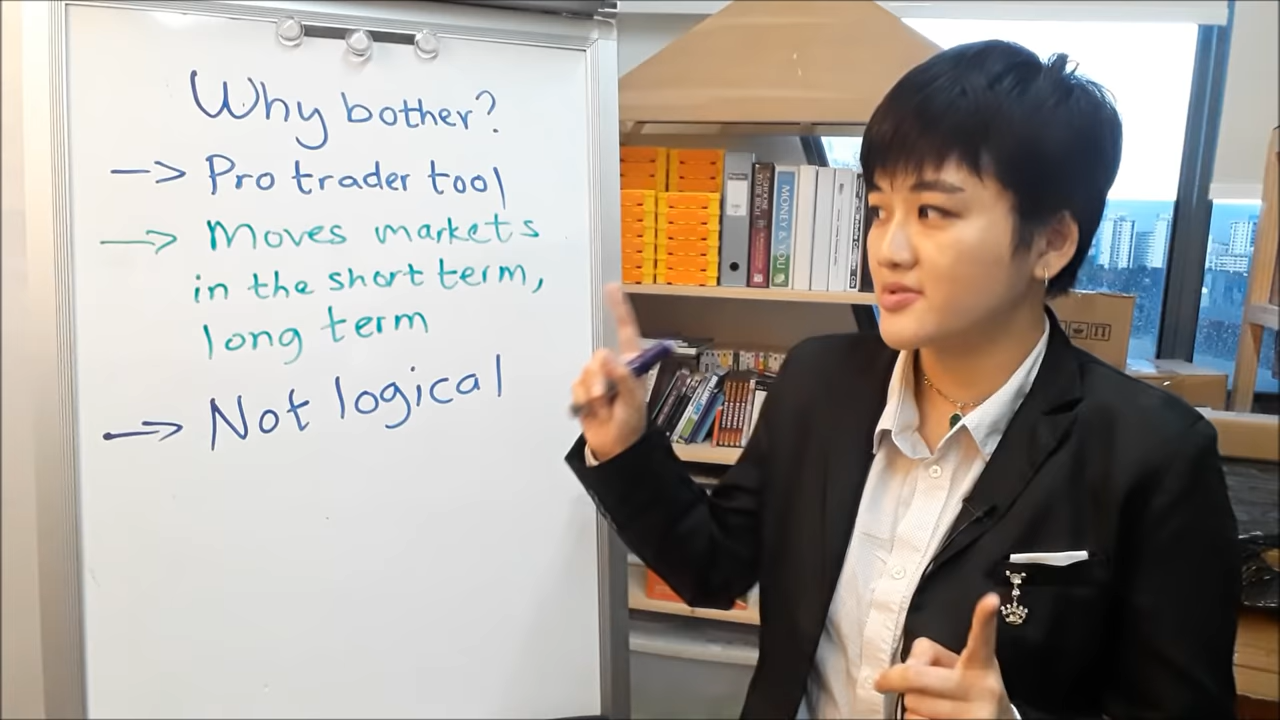 Why bother?
—> Pro trader tool
—> Moves markets
in the short term,
long term
—> Not logical
MONEY & YOU